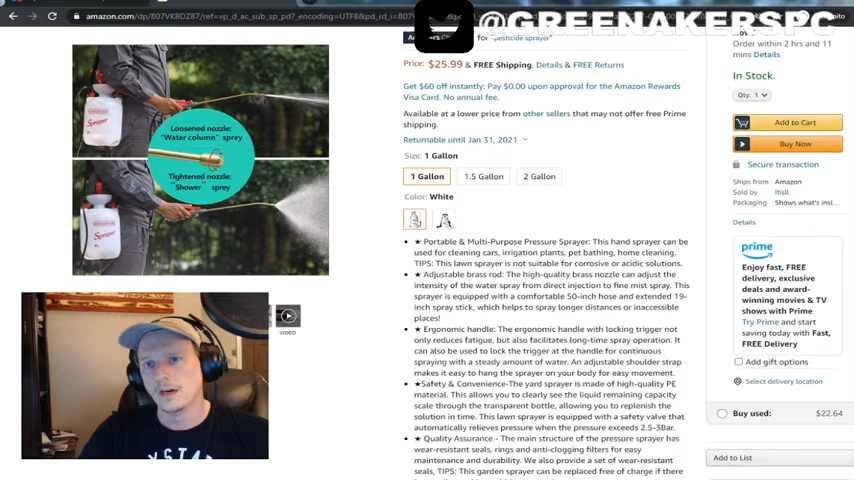 @GREENAKERSPC
amazon.com/dp/B07VK8DZ87/ref=vp_d_ac_sub_sp_pd?_encoding=UTF8&pd_rd_i=B07V
for "pesticide sprayer"
Price: $25.99 & FREE Shipping. Details & FREE Returns
Get $60 off instantly: Pay $0.00 upon approval for the Amazon Rewards
Visa Card. No annual fee.
Available at a lower price from other sellers that may not offer free Prime
shipping.
Returnable until Jan 31, 2021
Size: 1 Gallon
1 Gallon
1.5 Gallon
2 Gallon
Color: White
★ Portable & Multi-Purpose Pressure Sprayer: This hand sprayer can be
used for cleaning cars, irrigation plants, pet bathing, home cleaning.
TIPS: This lawn sprayer is not suitable for corrosive or acidic solutions.
★ Adjustable brass rod: The high-quality brass nozzle can adjust the
intensity of the water spray from direct injection to fine mist spray. This
sprayer is equipped with a comfortable 50-inch hose and extended 19-
inch spray stick, which helps to spray longer distances or inaccessible
places!
★ Ergonomic handle: The ergonomic handle with locking trigger not
only reduces fatigue, but also facilitates long-time spray operation. It
can also be used to lock the trigger at the handle for continuous
spraying with a steady amount of water. An adjustable shoulder strap
makes it easy to hang the sprayer on your body for easy movement.
★Safety & Convenience-The yard sprayer is made of high-quality PE
material. This allows you to clearly see the liquid remaining capacity
scale through the transparent bottle, allowing you to replenish the
solution in time. This lawn sprayer is equipped with a safety valve that
automatically relieves pressure when the pressure exceeds 2.5-3Bar.
★ Quality Assurance - The main structure of the pressure sprayer has
wear-resistant seals, rings and anti-clogging filters for easy
maintenance and durability. We also provide a set of wear-resistant
seals, TIPS: This garden sprayer can be replaced free of charge if there
Order within 2 hrs and 11
mins Details
In Stock.
Qty: 1
Add to Cart
Buy Now
Secure transaction
Ships from Amazon
Sold by Itisll
Packaging Shows what's insi...
Details
prime
Enjoy fast, FREE
delivery, exclusive
deals and award-
winning movies & TV
shows with Prime
Try Prime and start
saving today with Fast,
FREE Delivery
Add gift options
Select delivery location
Buy used: $22.64
Add to List
Loosened nozzle:
"Water column" sprey
Tightened nozzle:
"Shower" sprey
Sprayer
Sprayer
VIDEO